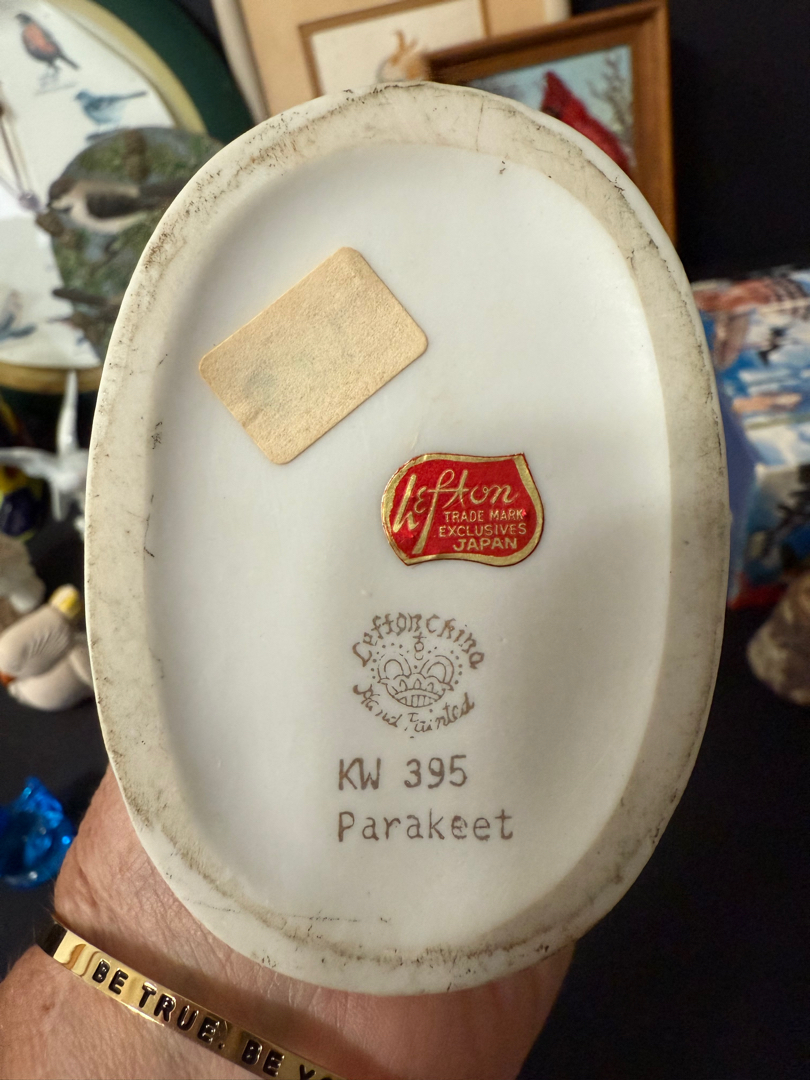 Lefton
TRADE MARK
EXCLUSIVES
JAPAN
Lefton China
Hand Painted
KW 395
Parakeet
BE TRUE. BE